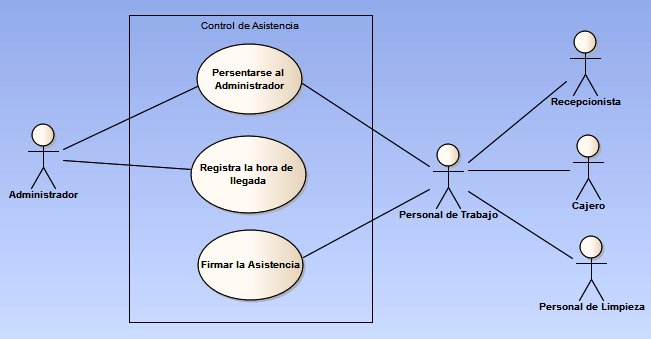 Control de Asistencia
Persentarse al
Administrador
Registra la hora de
llegada
Firmar la Asistencia
Administrador
Personal de Trabajo
Recepcionista
Cajero
Personal de Limpieza